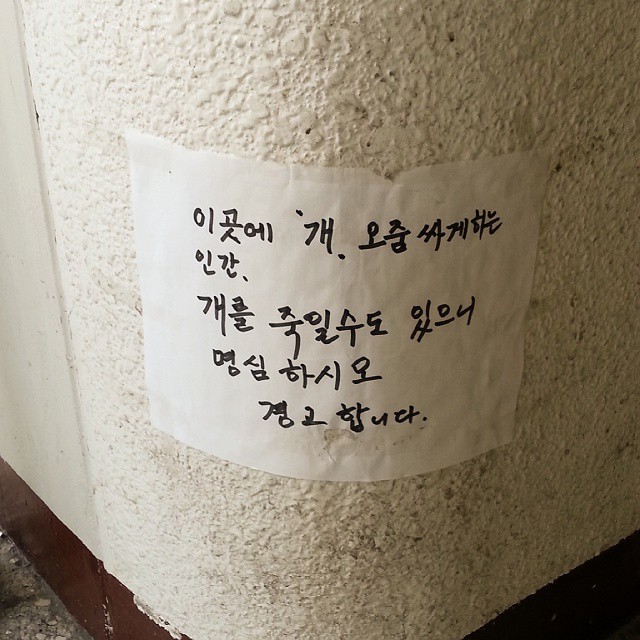 이곳에 '개. 오줌 싸게하는
인간.
개를 죽일수도 있으니
명심 하시오
경고 합니다.